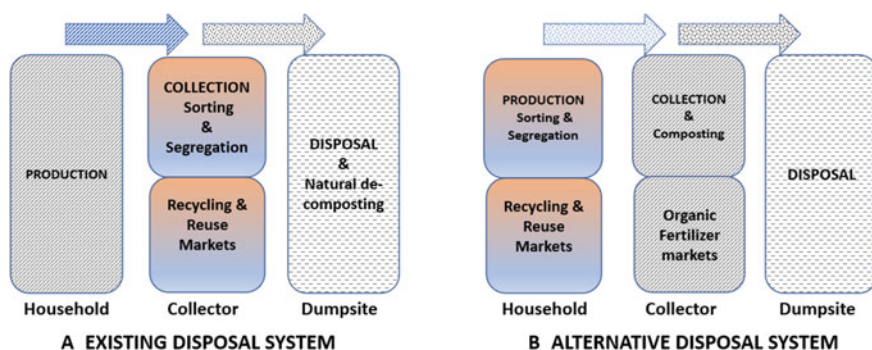 PRODUCTION
COLLECTION
Sorting
&
Segregation
Recycling &
Reuse
Markets
DISPOSAL
&
Natural de-
composting
Household
Collector
Dumpsite
A EXISTING DISPOSAL SYSTEM
PRODUCTION
Sorting &
Segregation
Recycling &
Reuse
Markets
COLLECTION
&
Composting
Organic
Fertilizer
markets
DISPOSAL
Household
Collector
Dumpsite
B ALTERNATIVE DISPOSAL SYSTEM